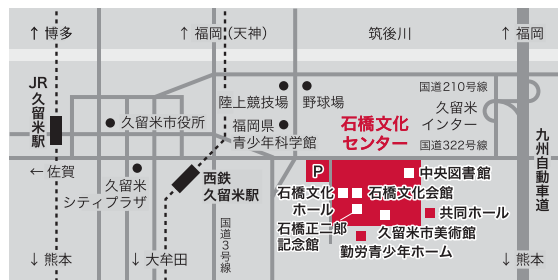 ↑博多
↑福岡(天神)
筑後川
↑福岡
JR
久留米駅
久留米市役所
陸上競技場
野球場
福岡県
青少年科学館
国道210号線
久留米
インター
国道322号線
石橋文化
センター
九州自動車道
←佐賀
久留米
シティプラザ
西鉄
久留米駅
国道3号線
P
中央図書館
石橋文化
ホール
石橋文化会館
石橋正二郎
記念館
共同ホール
久留米市美術館
勤労青少年ホーム
↓熊本
↓大牟田
↓熊本